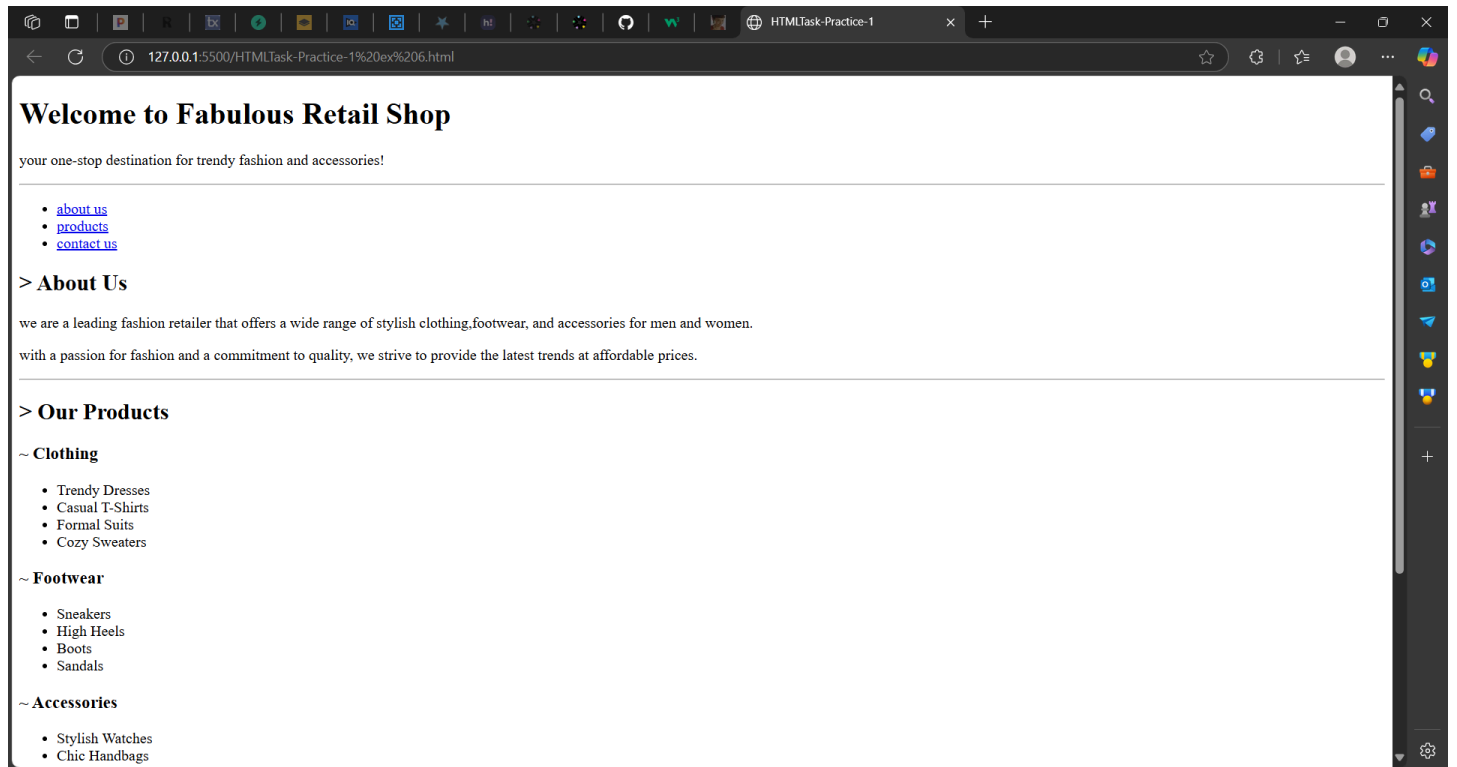 HTMLTask-Practice-1
127.0.0.1:5500/HTMLTask-Practice-1%20ex%206.html
Welcome to Fabulous Retail Shop
your one-stop destination for trendy fashion and accessories!
• about us
• products
• contact us
> About Us
we are a leading fashion retailer that offers a wide range of stylish clothing,footwear, and accessories for men and women.
with a passion for fashion and a commitment to quality, we strive to provide the latest trends at affordable prices.
> Our Products
~ Clothing
• Trendy Dresses
• Casual T-Shirts
• Formal Suits
• Cozy Sweaters
~ Footwear
• Sneakers
• High Heels
• Boots
• Sandals
~ Accessories
• Stylish Watches
• Chic Handbags